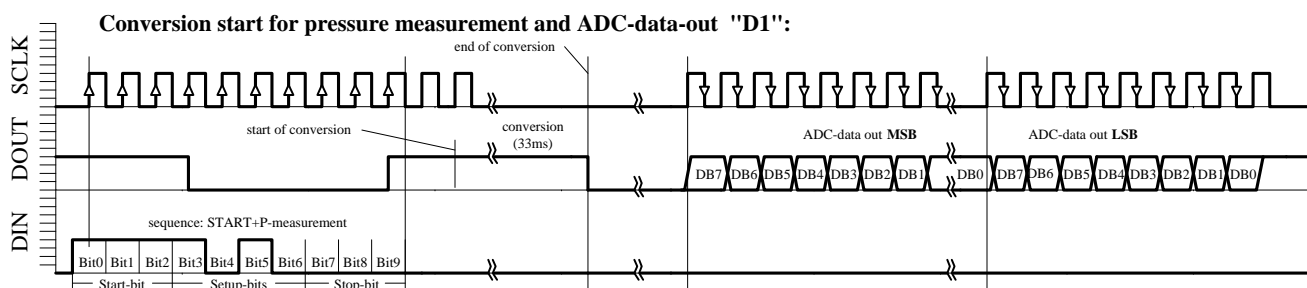 Conversion start for pressure measurement and ADC-data-out "D1":
end of conversion
SCLK
start of conversion
conversion
(33ms)
ADC-data out MSB
ADC-data out LSB
DOUT
DB7 DB6 DB5 DB4 DB3 DB2 DB1 DB0 DB7 DB6 DB5 DB4 DB3 DB2 DB1 DB0
sequence: START+P-measurement
DIN
Bit0 Bit1 Bit2 Bit3 Bit4 Bit5 Bit6 Bit7 Bit8 Bit9
Start-bit Setup-bits Stop-bit